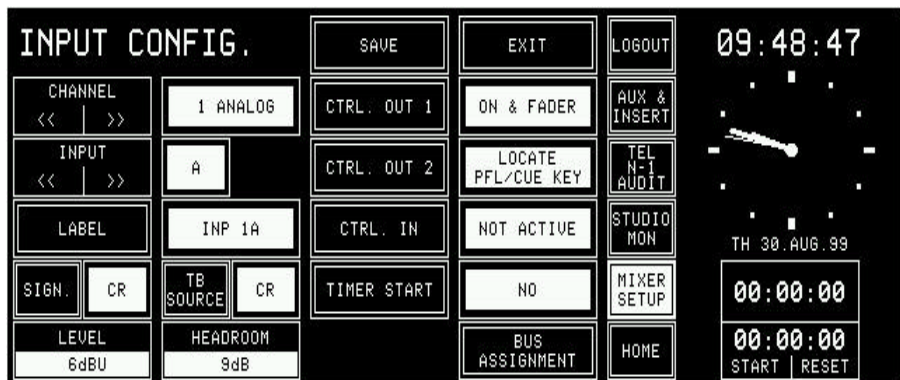 INPUT CONFIG.
SAVE
EXIT
LOGOUT
09:48:47
CHANNEL
<< >>
1 ANALOG
CTRL. OUT 1
ON & FADER
AUX &
INSERT
INPUT
<< >>
A
CTRL. OUT 2
LOCATE
PFL/CUE KEY
TEL
N-1
AUDIT
LABEL
INP 1A
CTRL. IN
NOT ACTIVE
STUDIO
MON
TH 30.AUG.99
SIGN.
CR
TB
SOURCE
CR
TIMER START
NO
MIXER
SETUP
00:00:00
LEVEL
6dBU
HEADROOM
9dB
BUS
ASSIGNMENT
HOME
00:00:00
START RESET